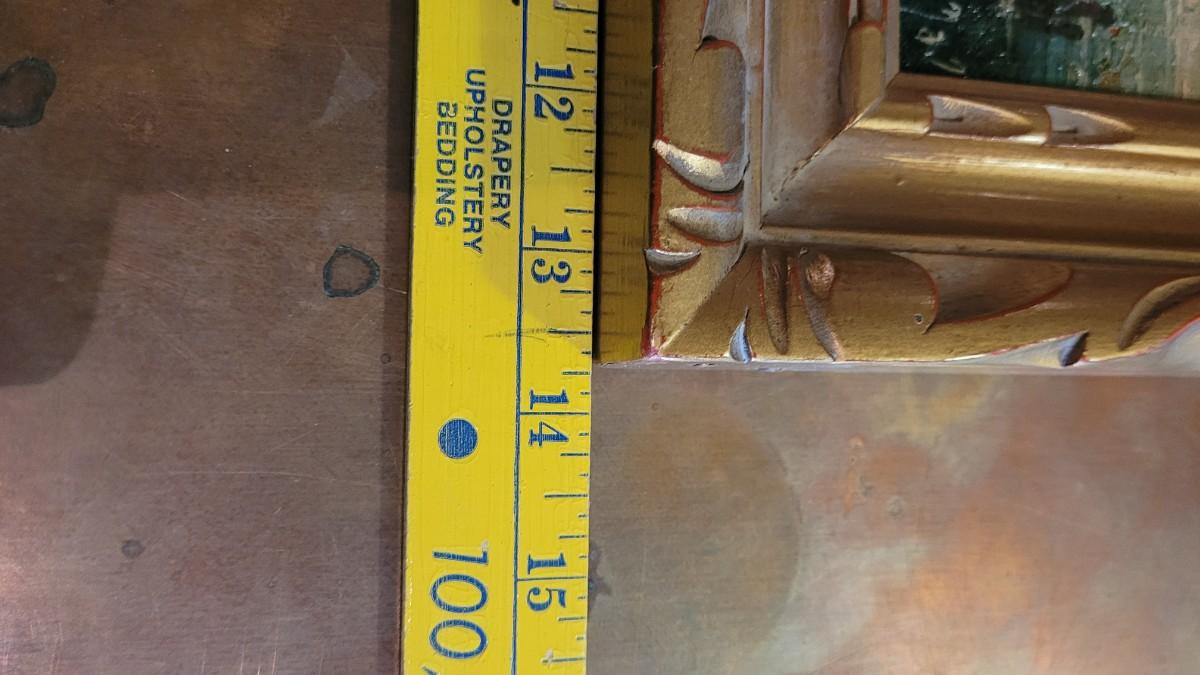 DRAPERY
UPHOLSTERY
BEDDING
100,
12
13
14
15